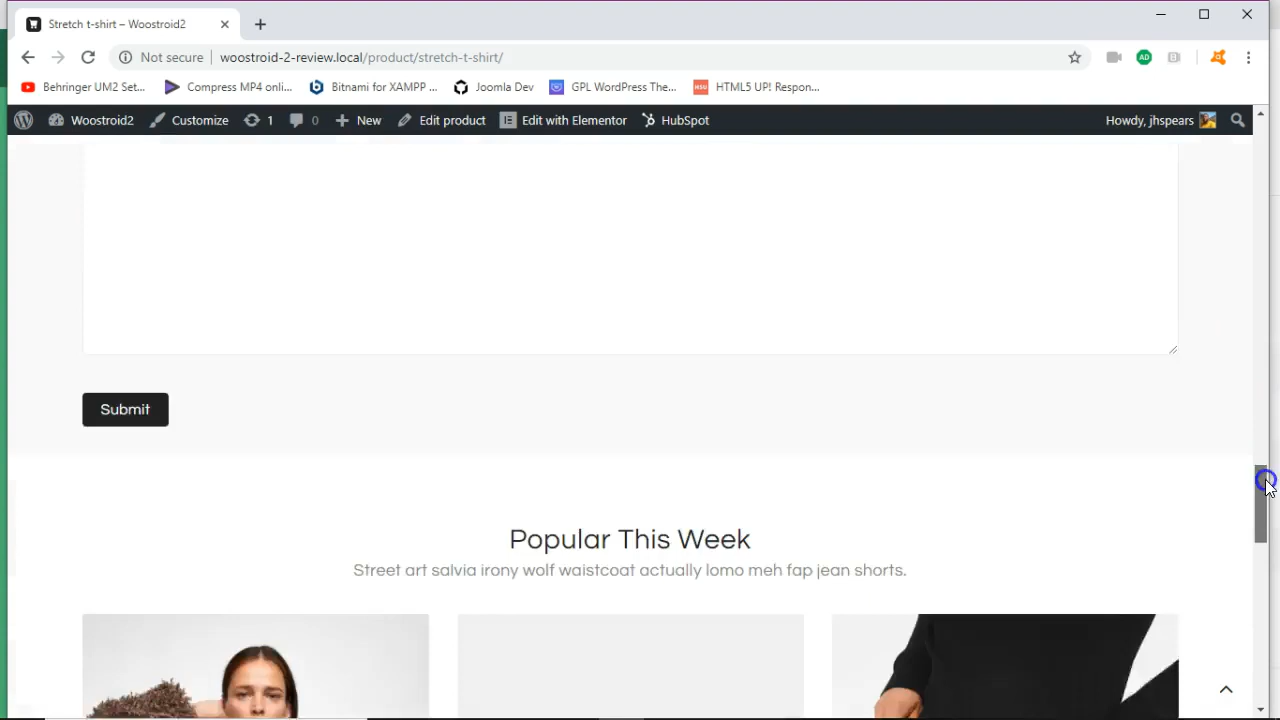 Stretch t-shirt – Woostroid2
Not secure woostroid-2-review.local/product/stretch-t-shirt/
Behringer UM2 Set... Compress MP4 onli... Bitnami for XAMPP ... Joomla Dev GPL WordPress The... HTML5 UP! Respon...
Woostroid2 Customize 1 0 New Edit product Edit with Elementor HubSpot Howdy, jhspears
Submit
Popular This Week
Street art salvia irony wolf waistcoat actually lomo meh fap jean shorts.